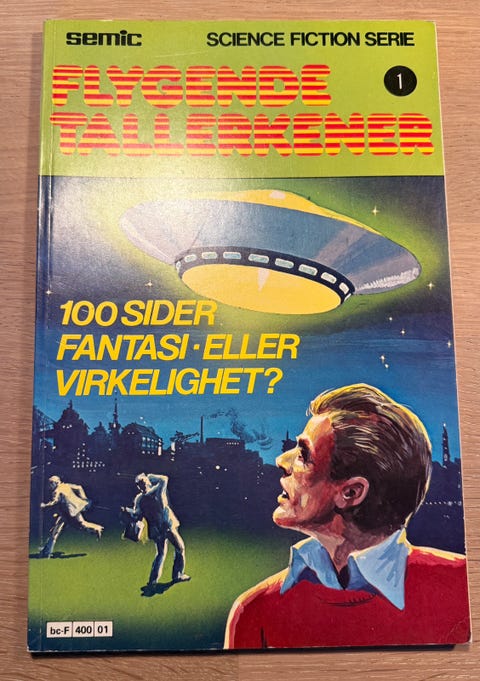 semic
SCIENCE FICTION SERIE
FLYGENDE
1
TALLERKENER
100 SIDER
FANTASI·ELLER
VIRKELIGHET?
bc-F 400 01